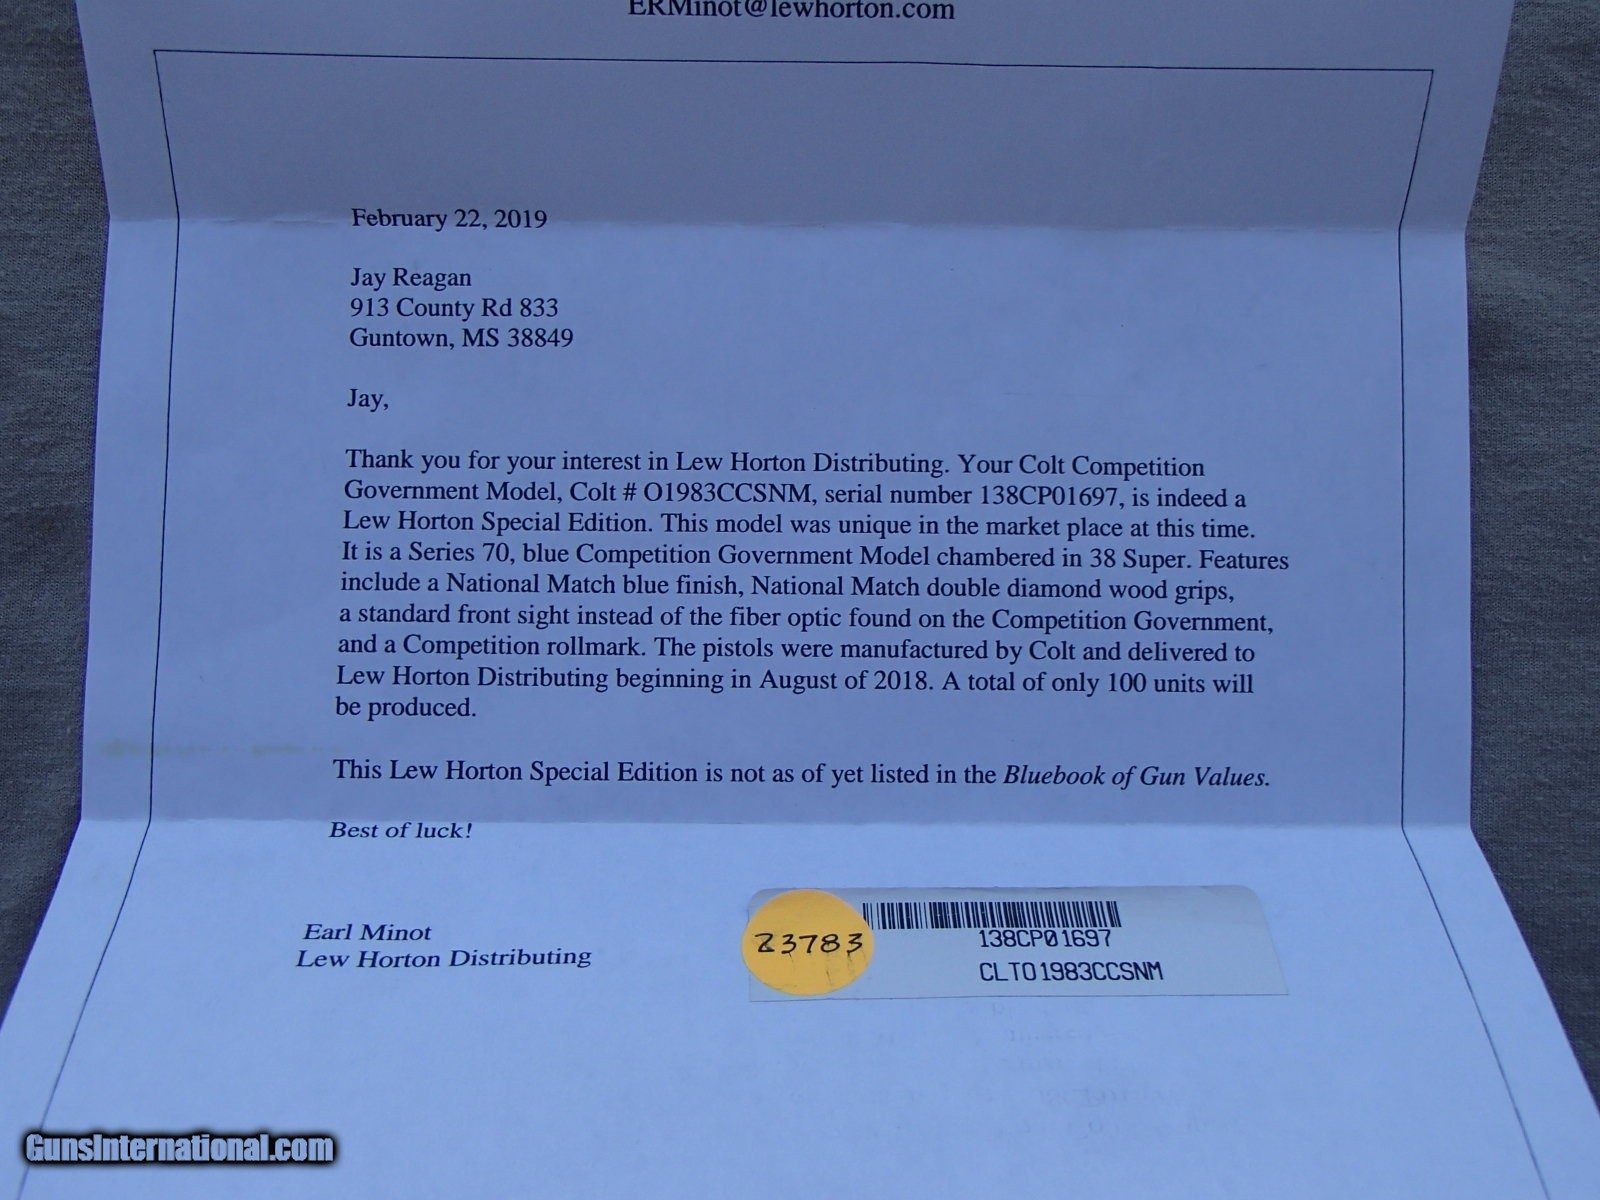 ERMinot@lewhorton.com
February 22, 2019
Jay Reagan
913 County Rd 833
Guntown, MS 38849
Jay,
Thank you for your interest in Lew Horton Distributing. Your Colt Competition
Government Model, Colt # O1983CCSNM, serial number 138CP01697, is indeed a
Lew Horton Special Edition. This model was unique in the market place at this time.
It is a Series 70, blue Competition Government Model chambered in 38 Super. Features
include a National Match blue finish, National Match double diamond wood grips,
a standard front sight instead of the fiber optic found on the Competition Government,
and a Competition rollmark. The pistols were manufactured by Colt and delivered to
Lew Horton Distributing beginning in August of 2018. A total of only 100 units will
be produced.
This Lew Horton Special Edition is not as of yet listed in the Bluebook of Gun Values.
Best of luck!
Earl Minot
Lew Horton Distributing
23783
138CP01697
CLTO1983CCSNM
GunsInternational.com